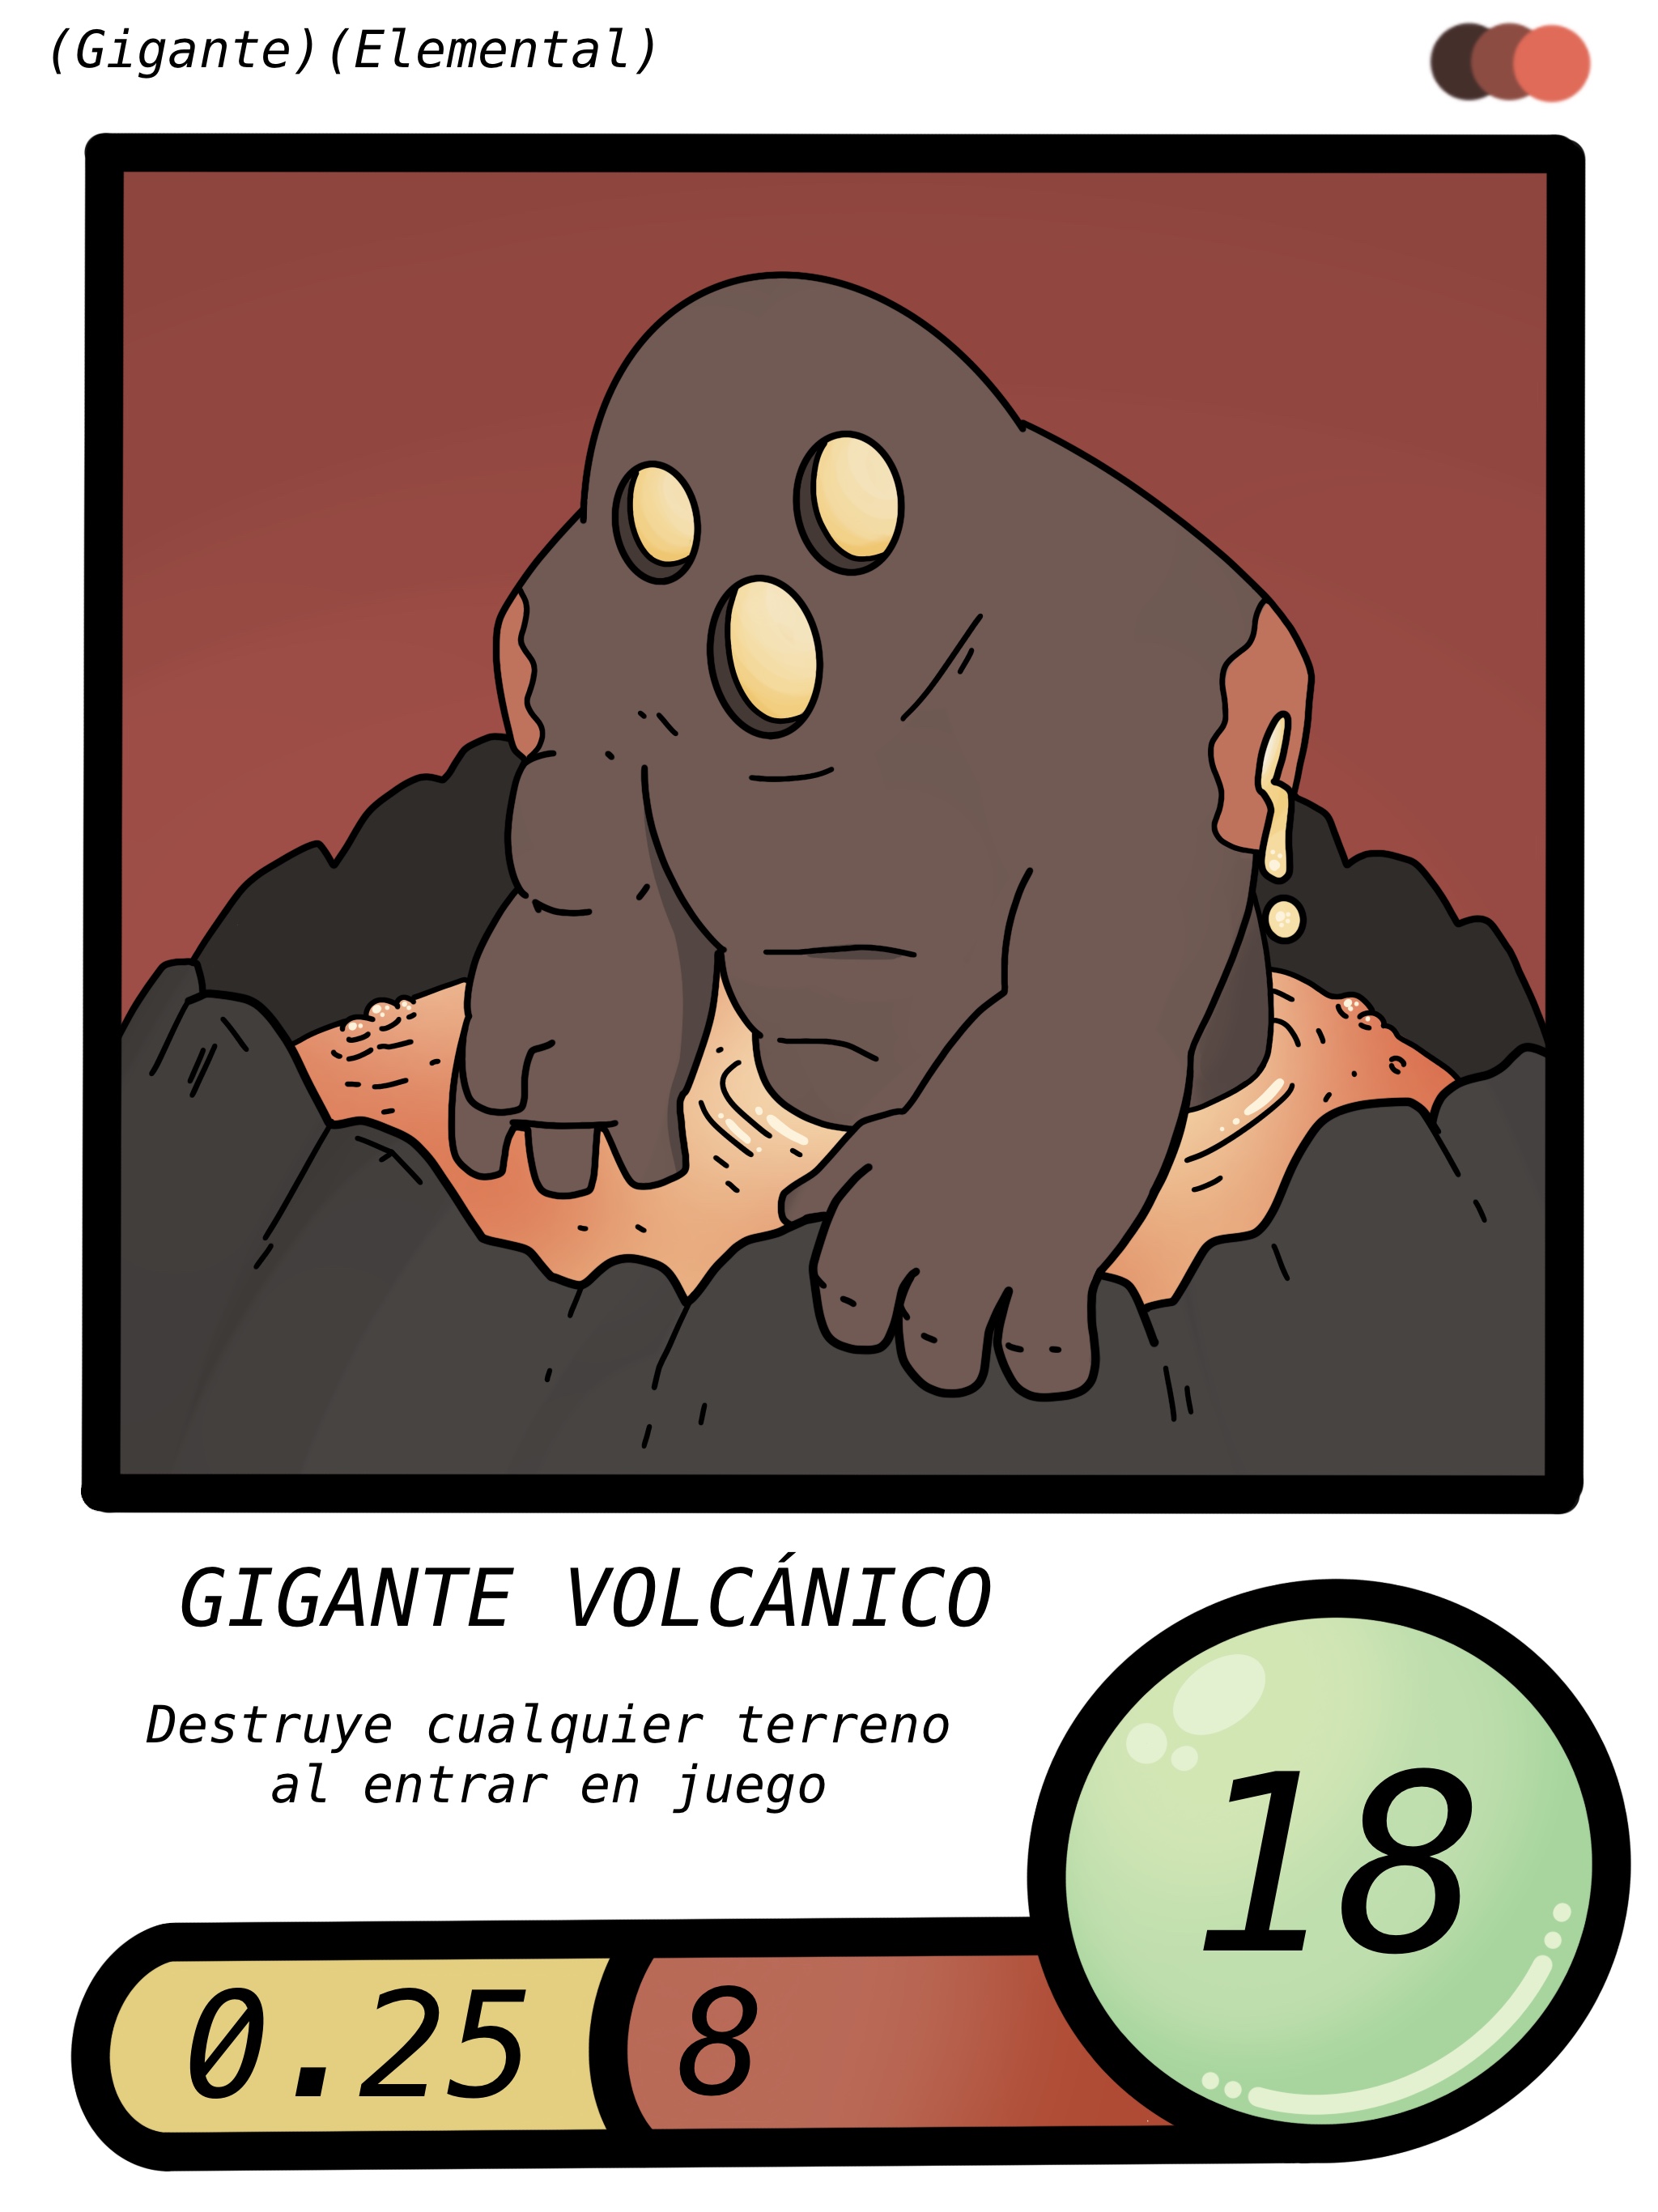 (Gigante)(Elemental)
GIGANTE VOLCÁNICO
Destruye cualquier terreno
al entrar en juego
18
0.25
8